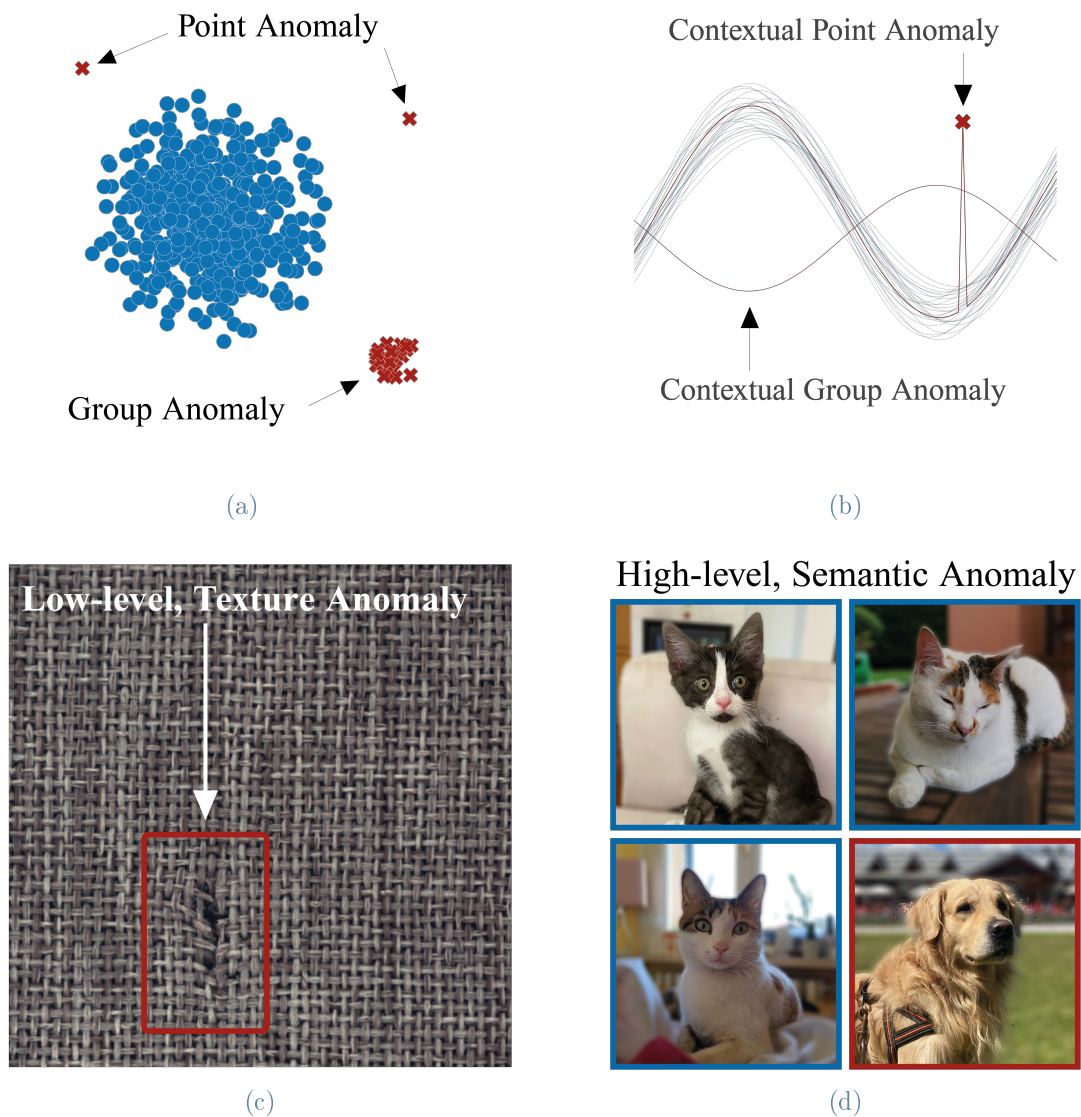 Point Anomaly
Contextual Point Anomaly
Group Anomaly
Contextual Group Anomaly
(a)
(b)
Low-level, Texture Anomaly
High-level, Semantic Anomaly
(c)
(d)